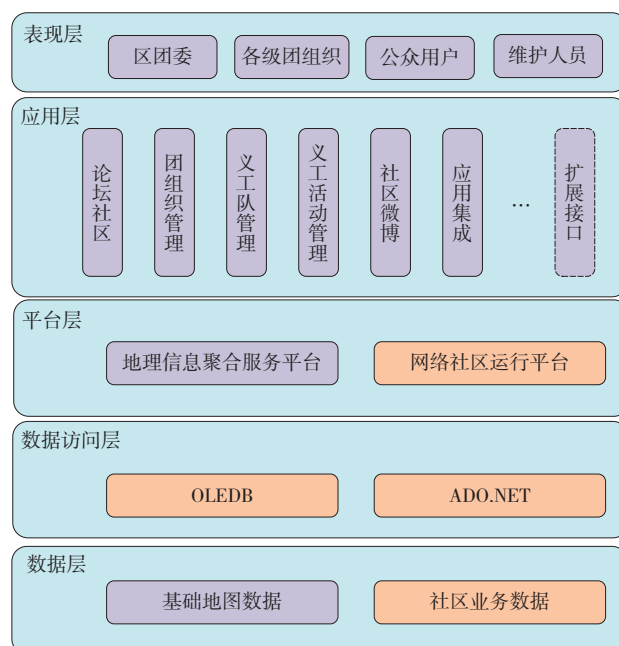 表现层
区团委
各级团组织
公众用户
维护人员
应用层
论坛社区
团组织管理
义工队管理
义工活动管理
社区微博
应用集成
…
扩展接口
平台层
地理信息聚合服务平台
网络社区运行平台
数据访问层
OLEDB
ADO.NET
数据层
基础地图数据
社区业务数据